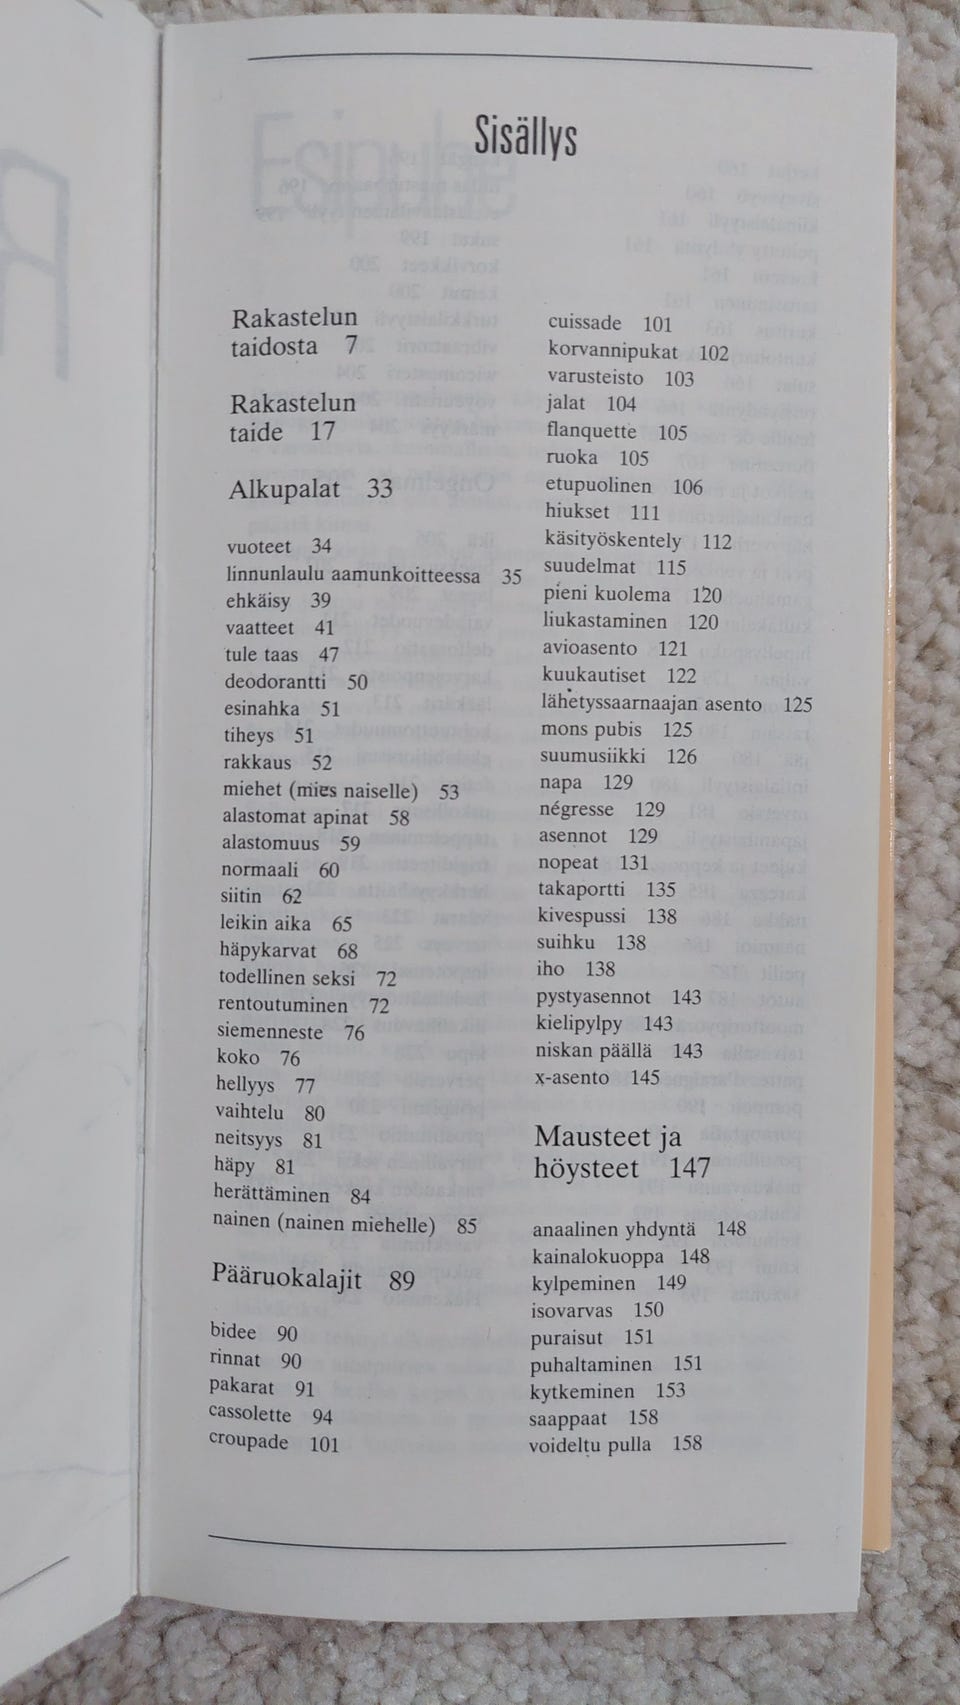 Sisällys
Rakastelun
taidosta 7
Rakastelun
taide 17
Alkupalat 33
vuoteet 34
linnunlaulu aamunkoitteessa 35
ehkäisy 39
vaatteet 41
tule taas 47
deodorantti 50
esinahka 51
tiheys 51
rakkaus 52
miehet (mies naiselle) 53
alastomat apinat 58
alastomuus 59
normaali 60
siitin 62
leikin aika 65
häpykarvat 68
todellinen seksi 72
rentoutuminen 72
siemenneste 76
koko 76
hellyys 77
vaihtelu 80
neitsyys 81
häpy 81
herättäminen 84
nainen (nainen miehelle) 85
Pääruokalajit 89
bidee 90
rinnat 90
pakarat 91
cassolette 94
croupade 101
cuissade 101
korvannipukat 102
varusteisto 103
jalat 104
flanquette 105
ruoka 105
etupuolinen 106
hiukset 111
käsityöskentely 112
suudelmat 115
pieni kuolema 120
liukastaminen 120
avioasento 121
kuukautiset 122
lähetyssaarnaajan asento 125
mons pubis 125
suumusiikki 126
napa 129
négresse 129
asennot 129
nopeat 131
takaportti 135
kivespussi 138
suihku 138
iho 138
pystyasennot 143
kielipylpy 143
niskan päällä 143
x-asento 145
Mausteet ja
höysteet 147
anaalinen yhdyntä 148
kainalokuoppa 148
kylpeminen 149
isovarvas 150
puraisut 151
puhaltaminen 151
kytkeminen 153
saappaat 158
voideltu pulla 158